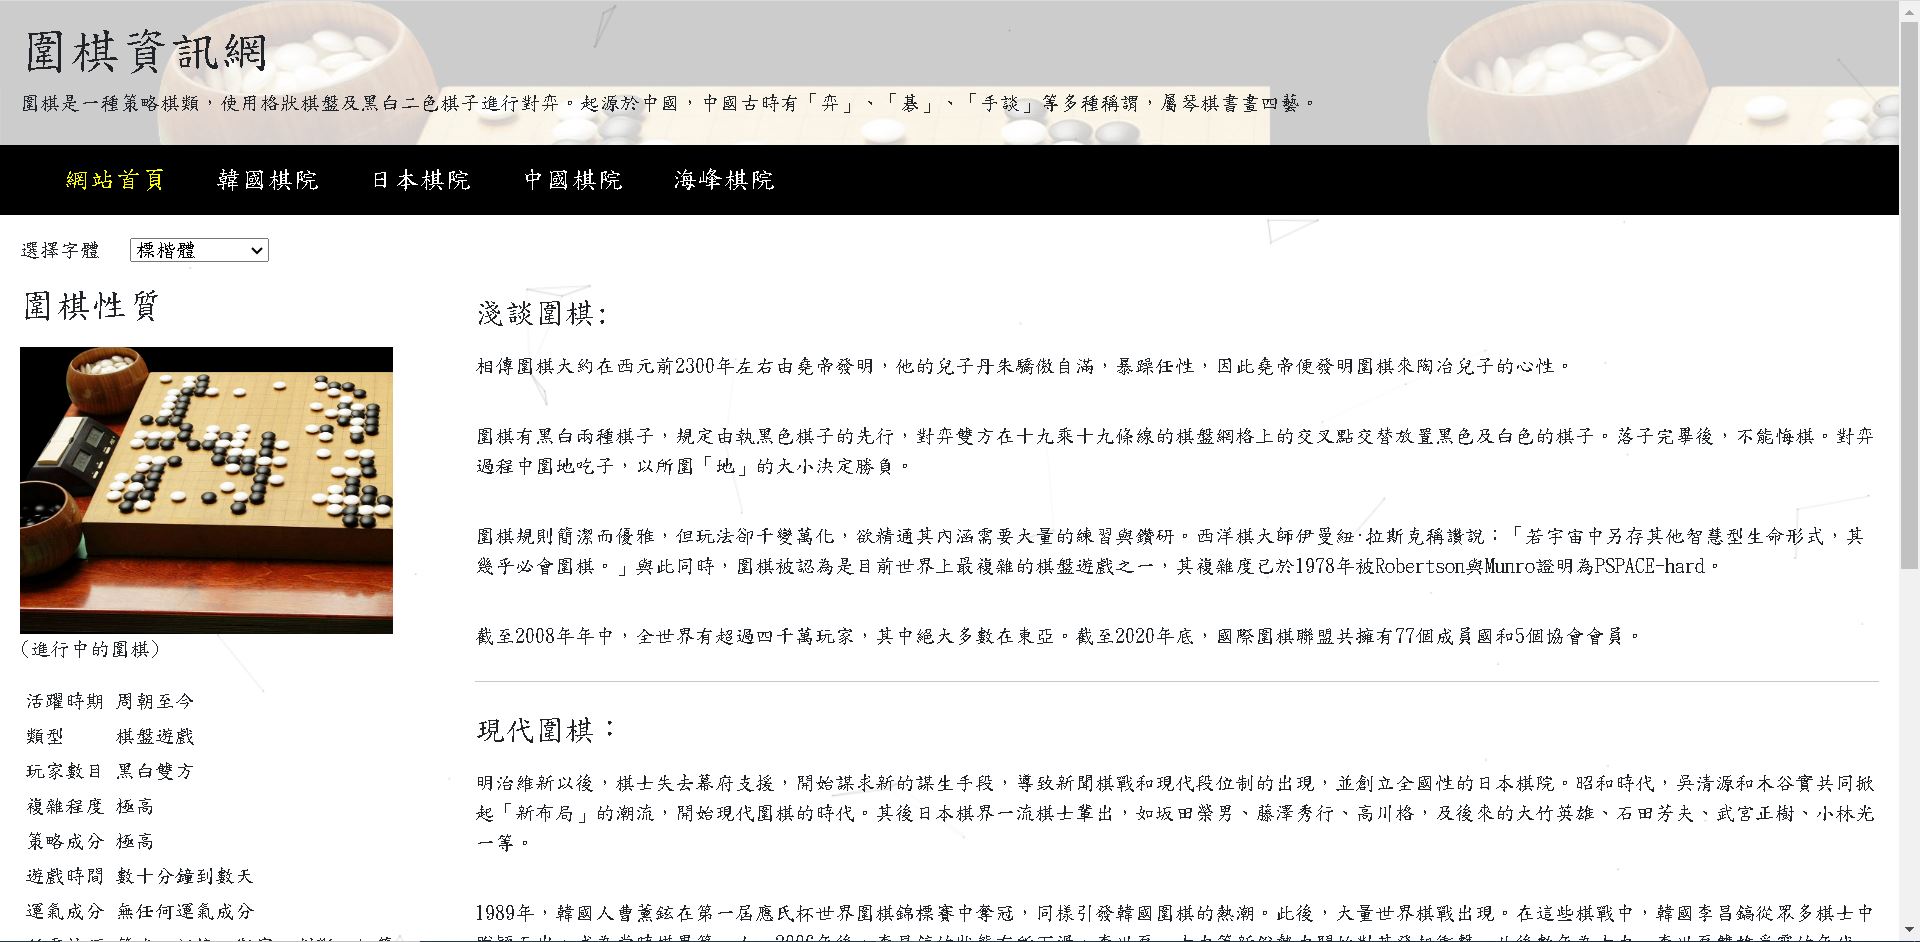 圍棋資訊網
圍棋是一種策略棋類，使用格狀棋盤及黑白二色棋子進行對弈。起源於中國，中國古時有「弈」、「碁」、「手談」等多種稱謂，屬琴棋書畫四藝。
網站首頁 韓國棋院 日本棋院 中國棋院 海峰棋院
選擇字體 標楷體
圍棋性質
(進行中的圍棋)
活躍時期 周朝至今
類型 棋盤遊戲
玩家數目 黑白雙方
複雜程度 極高
策略成分 極高
遊戲時間 數十分鐘到數天
運氣成分 無任何運氣成分
淺談圍棋:
相傳圍棋大約在西元前2300年左右由堯帝發明，他的兒子丹朱驕傲自滿，暴躁任性，因此堯帝便發明圍棋來陶冶兒子的心性。
圍棋有黑白兩種棋子，規定由執黑色棋子的先行，對弈雙方在十九乘十九條線的棋盤網格上的交叉點交替放置黑色及白色的棋子。落子完畢後，不能悔棋。對弈
過程中圍地吃子，以所圍「地」的大小決定勝負。
圍棋規則簡潔而優雅，但玩法卻千變萬化，欲精通其內涵需要大量的練習與鑽研。西洋棋大師伊曼紐·拉斯克稱讚說：「若宇宙中另存其他智慧型生命形式，其
幾乎必會圍棋。」與此同時，圍棋被認為是目前世界上最複雜的棋盤遊戲之一，其複雜度已於1978年被Robertson與Munro證明為PSPACE-hard。
截至2008年年中，全世界有超過四千萬玩家，其中絕大多數在東亞。截至2020年底，國際圍棋聯盟共擁有77個成員國和5個協會會員。
現代圍棋：
明治維新以後，棋士失去幕府支援，開始謀求新的謀生手段，導致新聞棋戰和現代段位制的出現，並創立全國性的日本棋院。昭和時代，吳清源和木谷實共同掀
起「新布局」的潮流，開始現代圍棋的時代。其後日本棋界一流棋士輩出，如坂田榮男、藤澤秀行、高川格，及後來的大竹英雄、石田芳夫、武宮正樹、小林光
一等。
1989年，韓國人曹薰鉉在第一屆應氏杯世界圍棋錦標賽中奪冠，同樣引發韓國圍棋的熱潮。此後，大量世界棋戰出現。在這些棋戰中，韓國李昌鎬從眾多棋士中